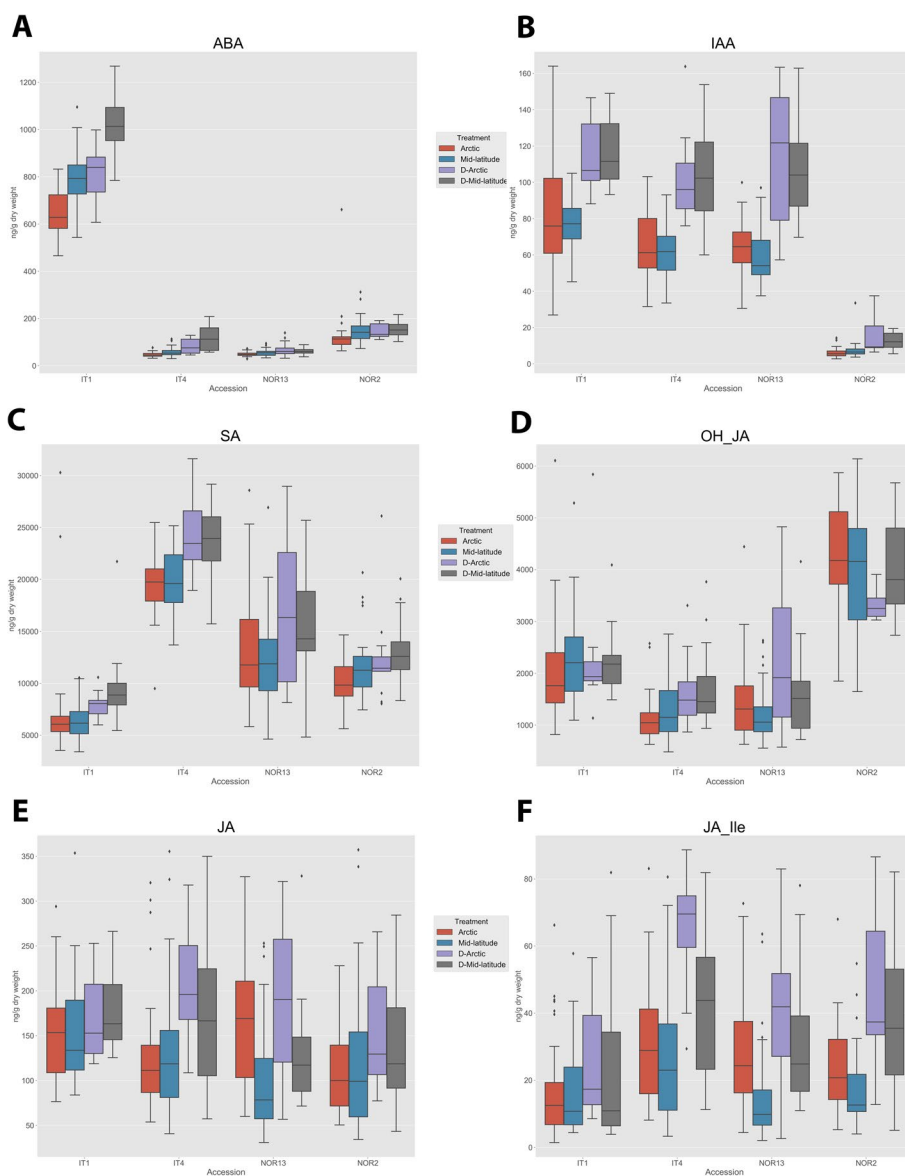 A
ABA
ng/g dry weight
1200
1000
800
600
400
200
0
IT1 IT4 NOR13 NOR2
Accession
Treatment
Arctic
Mid-latitude
D-Arctic
D-Mid-latitude
B
IAA
ng/g dry weight
160
140
120
100
80
60
40
20
0
IT1 IT4 NOR13 NOR2
Accession
C
SA
ng/g dry weight
30000
25000
20000
15000
10000
5000
IT1 IT4 NOR13 NOR2
Accession
Treatment
Arctic
Mid-latitude
D-Arctic
D-Mid-latitude
D
OH_JA
ng/g dry weight
6000
5000
4000
3000
2000
1000
IT1 IT4 NOR13 NOR2
Accession
E
JA
ng/g dry weight
350
300
250
200
150
100
50
IT1 IT4 NOR13 NOR2
Accession
Treatment
Arctic
Mid-latitude
D-Arctic
D-Mid-latitude
F
JA_Ile
ng/g dry weight
80
60
40
20
0
IT1 IT4 NOR13 NOR2
Accession